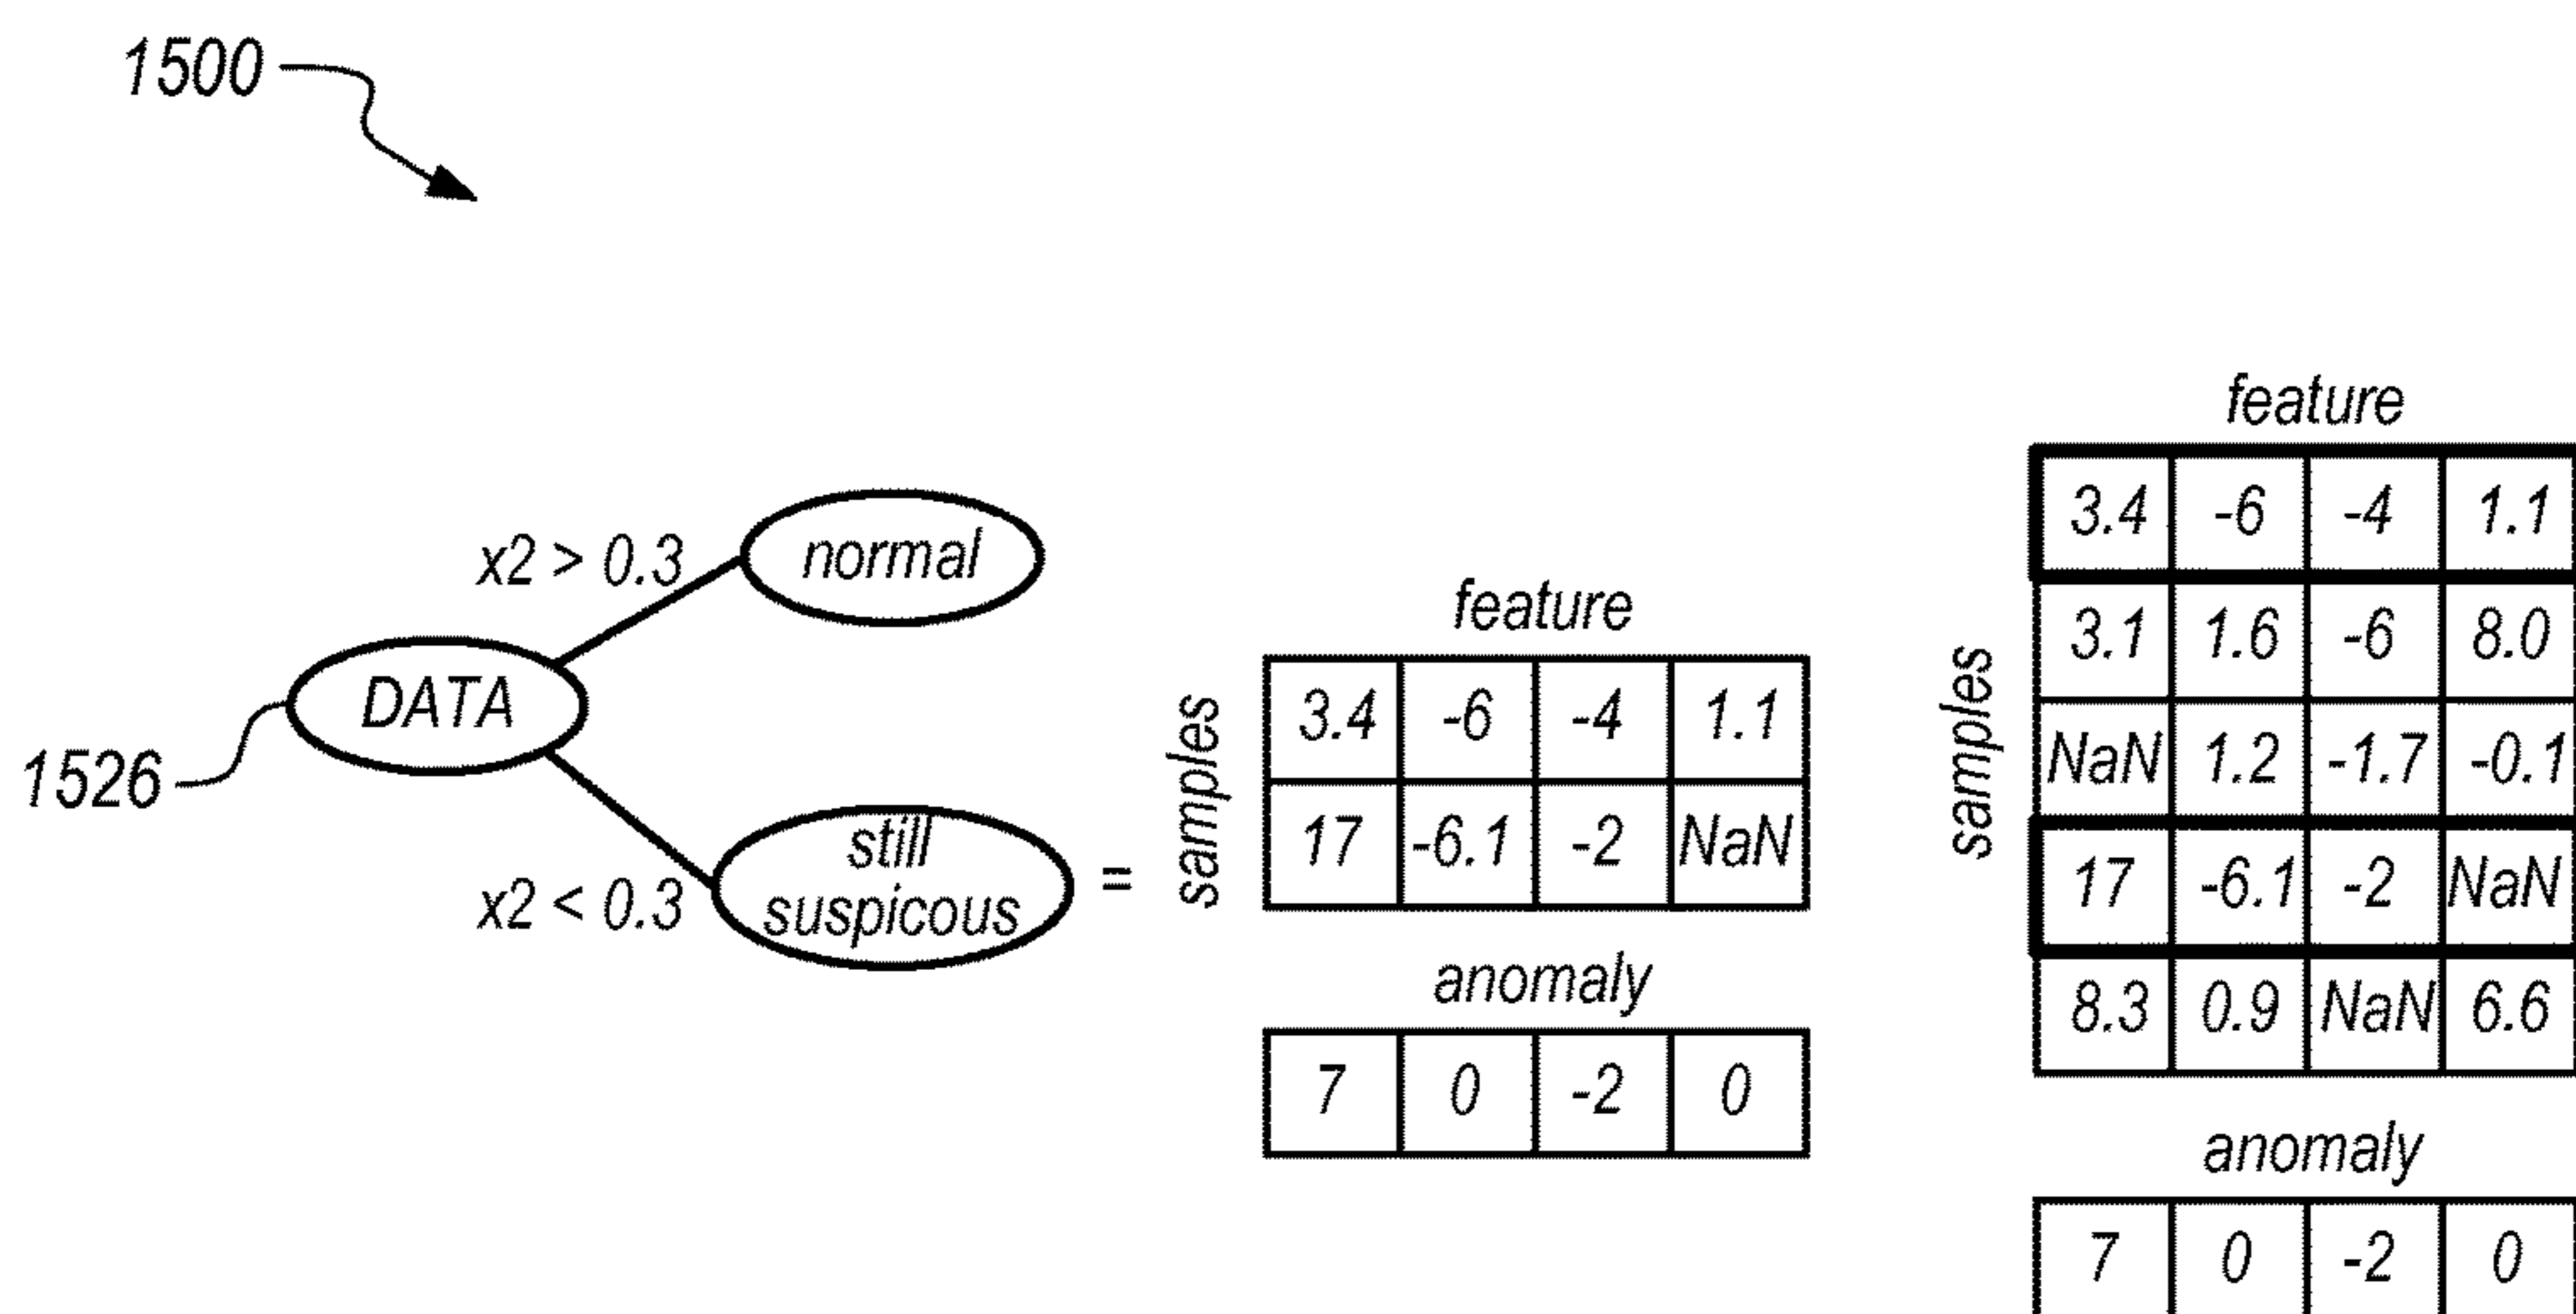 1500
x2 > 0.3
normal
DATA
1526
x2 < 0.3
still
suspicous
=
samples
feature
3.4 -6 -4 1.1
17 -6.1 -2 NaN
anomaly
7 0 -2 0
samples
feature
3.4 -6 -4 1.1
3.1 1.6 -6 8.0
NaN 1.2 -1.7 -0.1
17 -6.1 -2 NaN
8.3 0.9 NaN 6.6
anomaly
7 0 -2 0